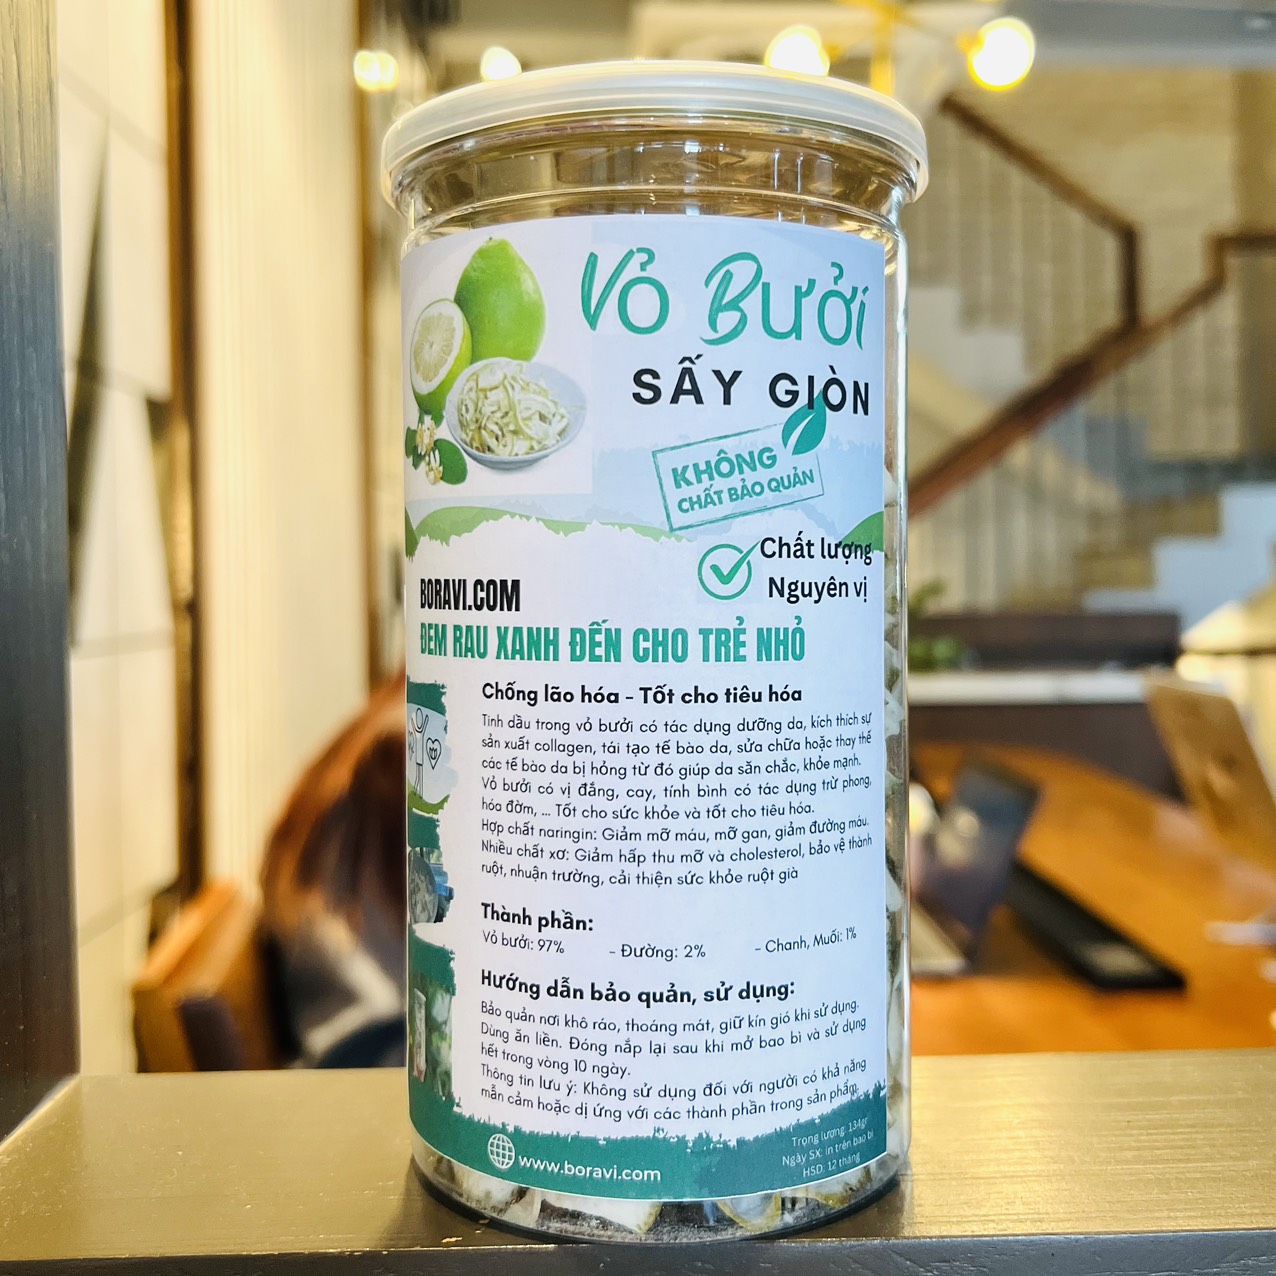 Vỏ Bưởi
SẤY GIÒN
KHÔNG
CHẤT BẢO QUẢN
Chất lượng
Nguyên vị
BORAVI.COM
ĐEM RAU XANH ĐẾN CHO TRẺ NHỎ
Chống lão hóa - Tốt cho tiêu hóa
Tinh dầu trong vỏ bưởi có tác dụng dưỡng da, kích thích sự
sản xuất collagen, tái tạo tế bào da, sửa chữa hoặc thay thế
các tế bào da bị hỏng từ đó giúp da săn chắc, khỏe mạnh.
Vỏ bưởi có vị đắng, cay, tính bình có tác dụng trừ phong,
hóa đờm, ... Tốt cho sức khỏe và tốt cho tiêu hóa.
Hợp chất naringin: Giảm mỡ máu, mỡ gan, giảm đường máu.
Nhiều chất xơ: Giảm hấp thu mỡ và cholesterol, bảo vệ thành
ruột, nhuận trường, cải thiện sức khỏe ruột già
Thành phần:
Vỏ bưởi: 97% - Đường: 2% - Chanh, Muối: 1%
Hướng dẫn bảo quản, sử dụng:
Bảo quản nơi khô ráo, thoáng mát, giữ kín gió khi sử dụng.
Dùng ăn liền. Đóng nắp lại sau khi mở bao bì và sử dụng
hết trong vòng 10 ngày.
Thông tin lưu ý: Không sử dụng đối với người có khả năng
mẫn cảm hoặc dị ứng với các thành phần trong sản phẩm.
Trọng lượng: 134gr
Ngày SX: in trên bao bì
HSD: 12 tháng
www.boravi.com